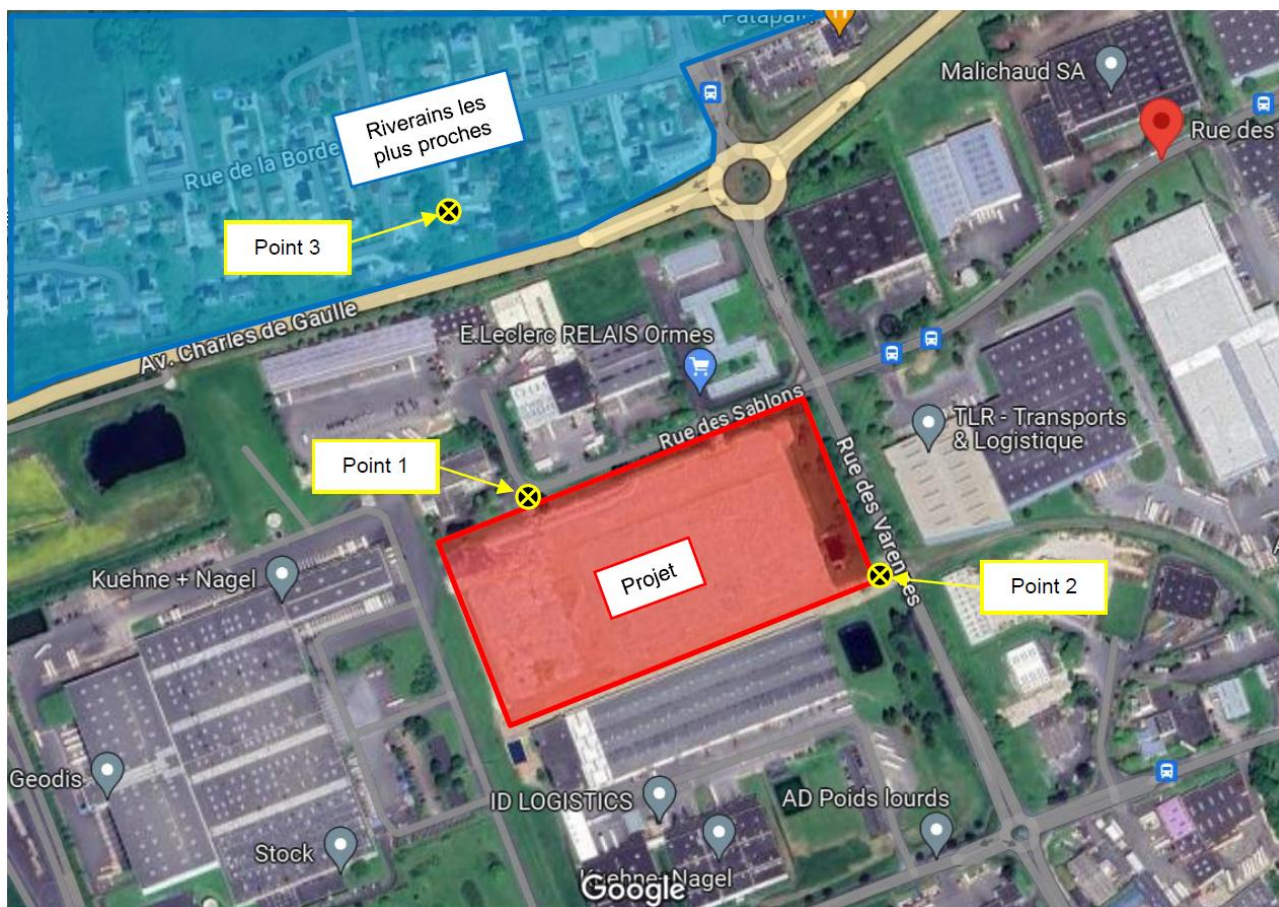 Patapain
Malichaud SA
Riverains les
plus proches
Rue des
Rue de la Borde
Point 3
Av. Charles de Gaulle
E.Leclerc RELAIS Ormes
Rue des Sablons
TLR - Transports
& Logistique
Point 1
Rue des Varennes
Kuehne + Nagel
Projet
Point 2
Geodis
ID LOGISTICS
AD Poids lourds
Stock
Kuehne+Nagel
Google